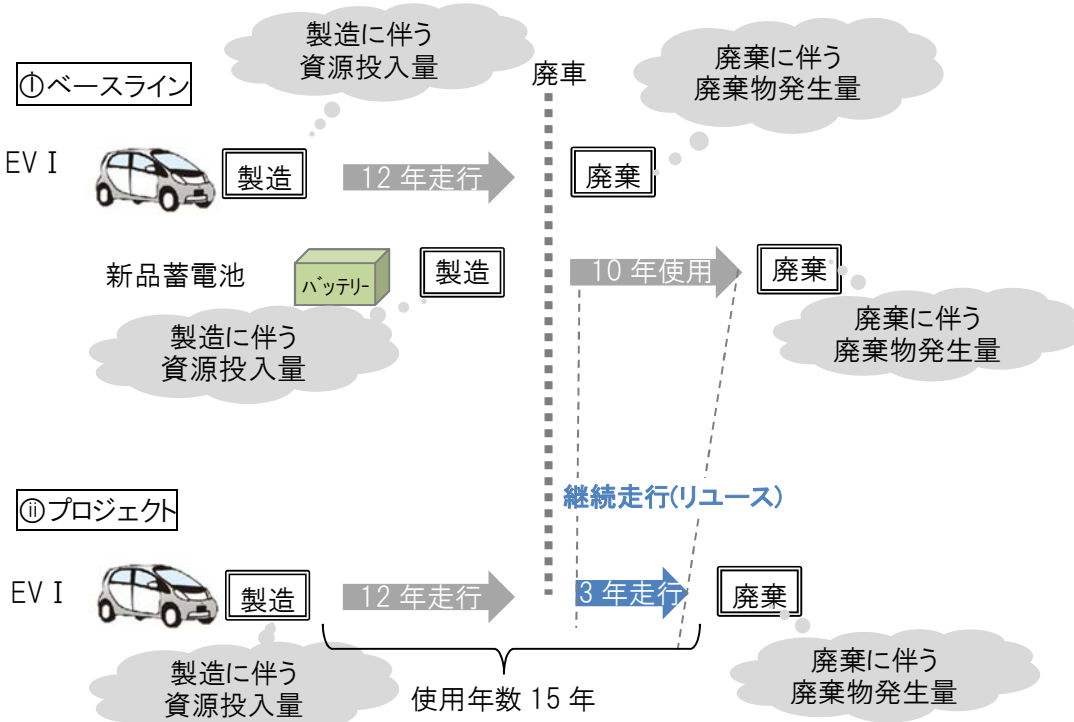 製造に伴う
資源投入量
廃車
廃棄に伴う
廃棄物発生量
ⓘベースライン
EV Ⅰ
製造
12 年走行
廃棄
新品蓄電池
バッテリー
製造
10 年使用
廃棄
製造に伴う
資源投入量
廃棄に伴う
廃棄物発生量
継続走行(リユース)
ⓘⓘプロジェクト
EV Ⅰ
製造
12 年走行
3 年走行
廃棄
製造に伴う
資源投入量
使用年数 15 年
廃棄に伴う
廃棄物発生量